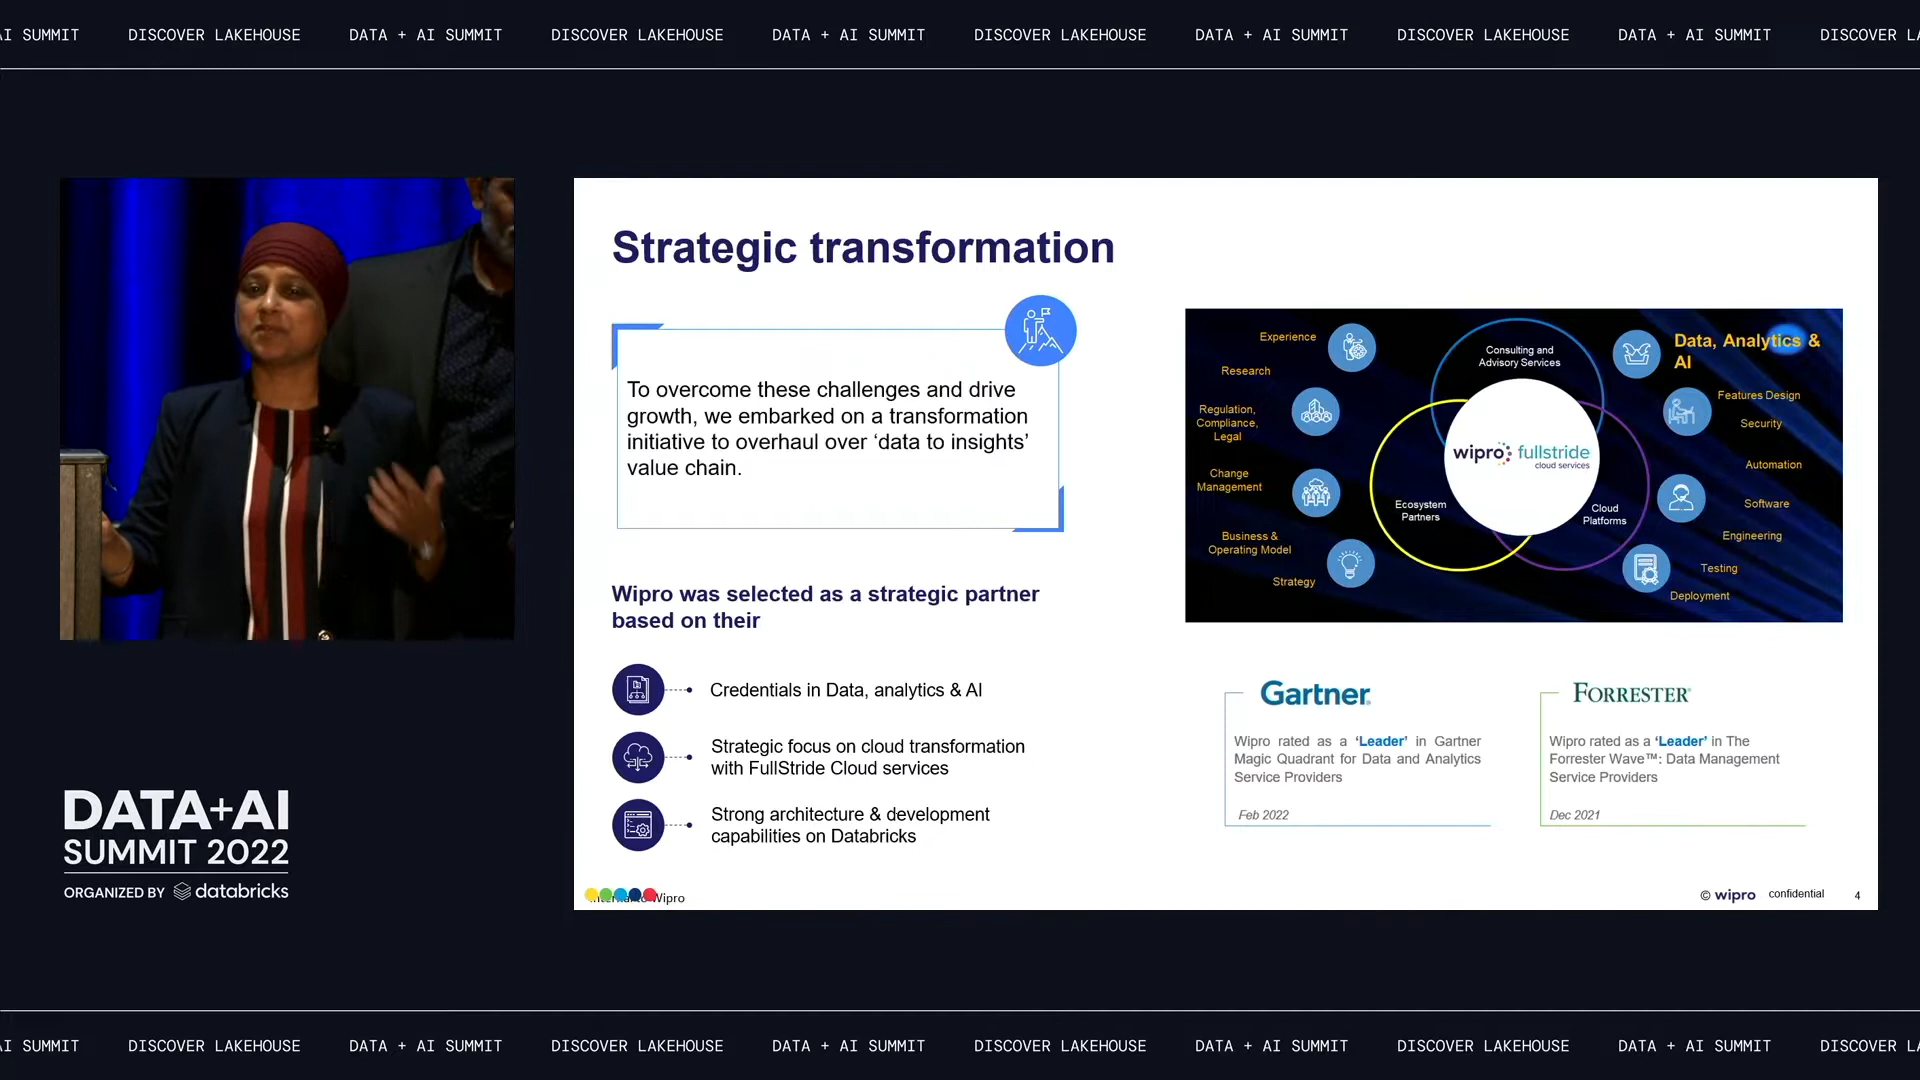 AI SUMMIT DISCOVER LAKEHOUSE DATA + AI SUMMIT DISCOVER LAKEHOUSE DATA + AI SUMMIT DISCOVER LAKEHOUSE DATA + AI SUMMIT DISCOVER LAKEHOUSE DATA + AI SUMMIT DISCOVER LA
Strategic transformation
To overcome these challenges and drive
growth, we embarked on a transformation
initiative to overhaul over ‘data to insights’
value chain.
Wipro was selected as a strategic partner
based on their
Credentials in Data, analytics & AI
Strategic focus on cloud transformation
with FullStride Cloud services
Strong architecture & development
capabilities on Databricks
Experience
Research
Regulation,
Compliance,
Legal
Change
Management
Business &
Operating Model
Strategy
Consulting and
Advisory Services
wipro fullstride
cloud services
Ecosystem
Partners
Cloud
Platforms
Data, Analytics &
AI
Features Design
Security
Automation
Software
Engineering
Testing
Deployment
Gartner
Wipro rated as a ‘Leader’ in Gartner
Magic Quadrant for Data and Analytics
Service Providers
Feb 2022
FORRESTER
Wipro rated as a ‘Leader’ in The
Forrester Wave™: Data Management
Service Providers
Dec 2021
Wipro
© wipro confidential 4
DATA+AI
SUMMIT 2022
ORGANIZED BY databricks
AI SUMMIT DISCOVER LAKEHOUSE DATA + AI SUMMIT DISCOVER LAKEHOUSE DATA + AI SUMMIT DISCOVER LAKEHOUSE DATA + AI SUMMIT DISCOVER LAKEHOUSE DATA + AI SUMMIT DISCOVER LA